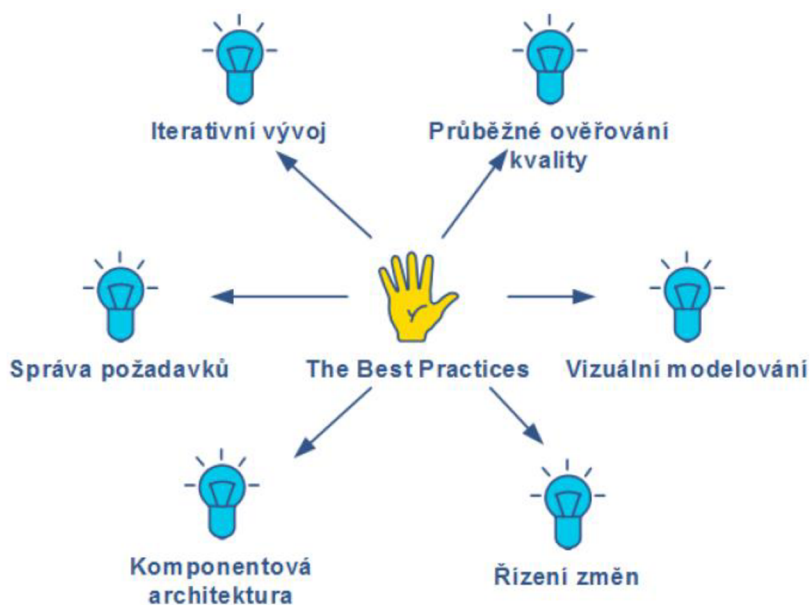 Iterativní vývoj
Průběžné ověřování
kvality
Správa požadavků
The Best Practices
Vizuální modelování
Komponentová
architektura
Řízení změn